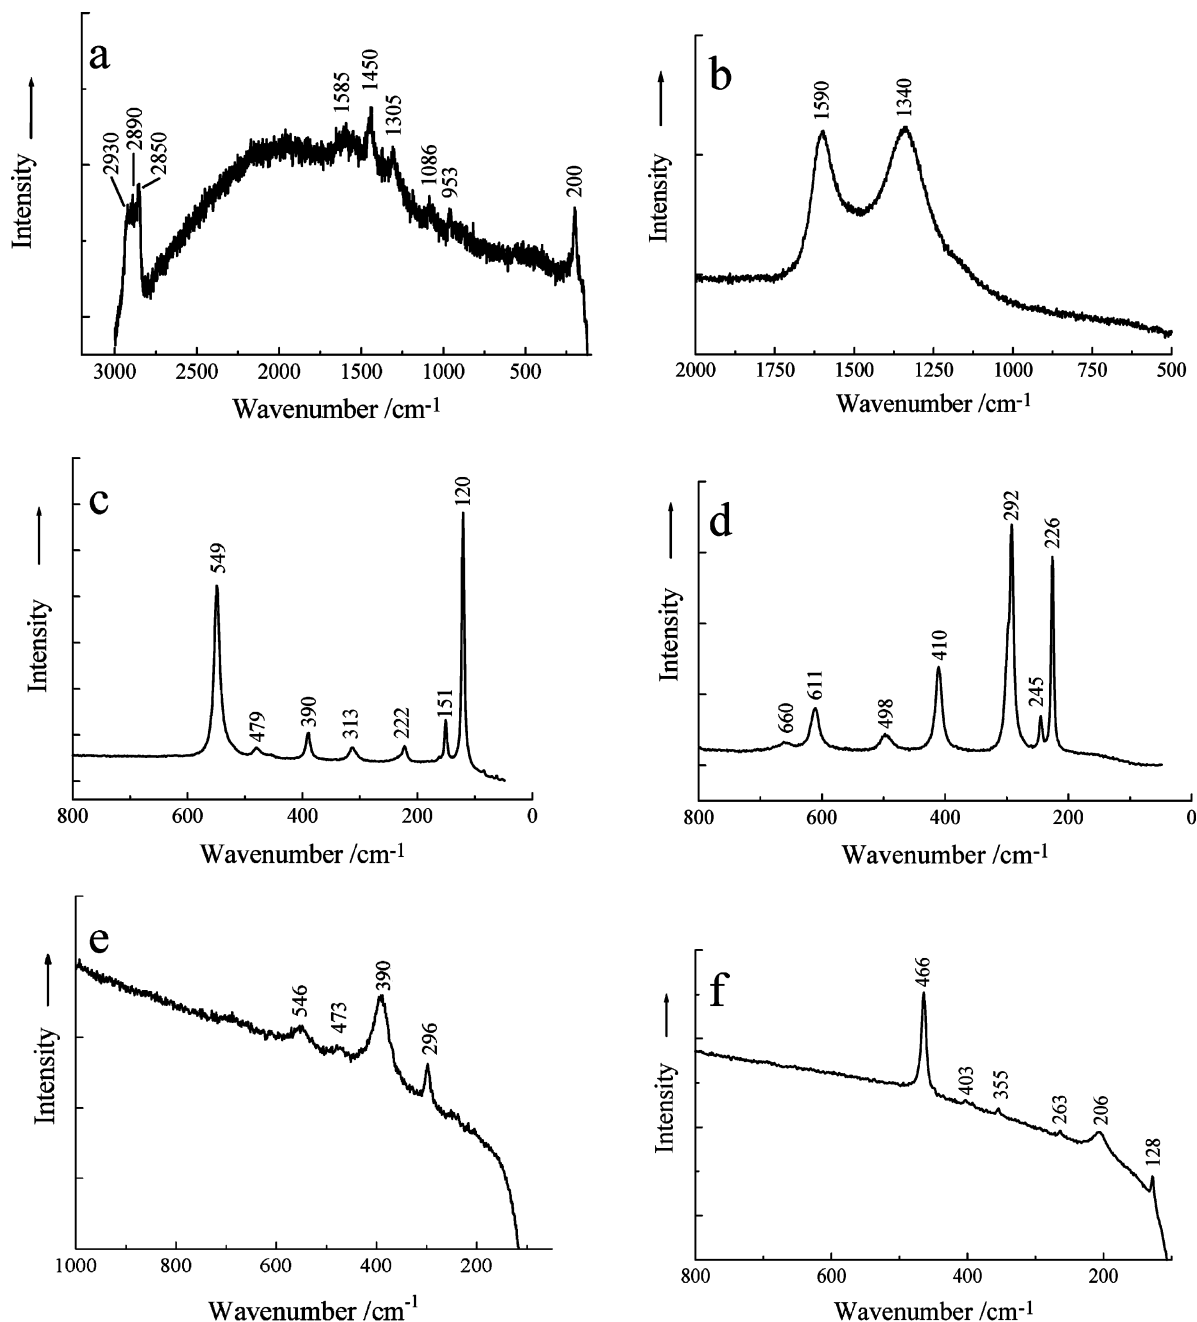 a
1450
1585
1305
2890
2930
2850
1086
953
200
Intensity
3000 2500 2000 1500 1000 500
Wavenumber /cm-1
b
1590
1340
Intensity
2000 1750 1500 1250 1000 750 500
Wavenumber /cm-1
c
549
479
390
313
222
151
120
Intensity
800 600 400 200 0
Wavenumber /cm-1
d
660
611
498
410
292
245
226
Intensity
800 600 400 200 0
Wavenumber /cm-1
e
546
473
390
296
Intensity
1000 800 600 400 200
Wavenumber /cm-1
f
466
403
355
263
206
128
Intensity
800 600 400 200
Wavenumber /cm-1